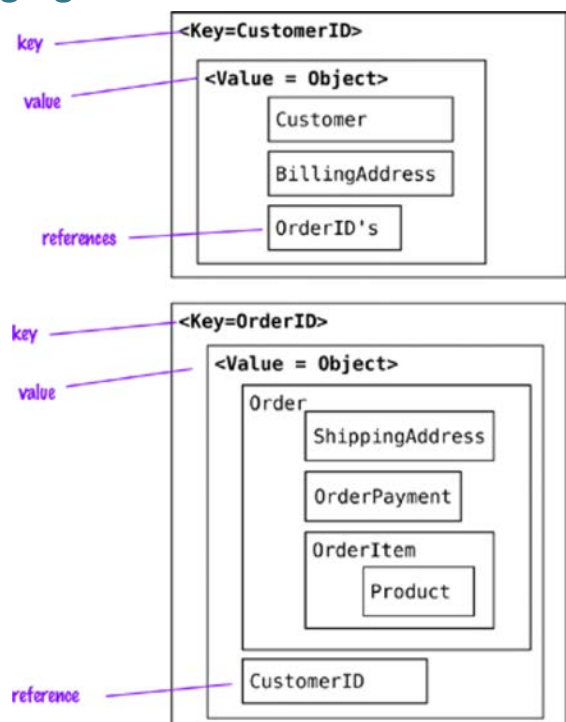 key
<Key=CustomerID>
value
<Value = Object>
Customer
BillingAddress
references
OrderID's
key
<Key=OrderID>
value
<Value = Object>
Order
ShippingAddress
OrderPayment
OrderItem
Product
reference
CustomerID